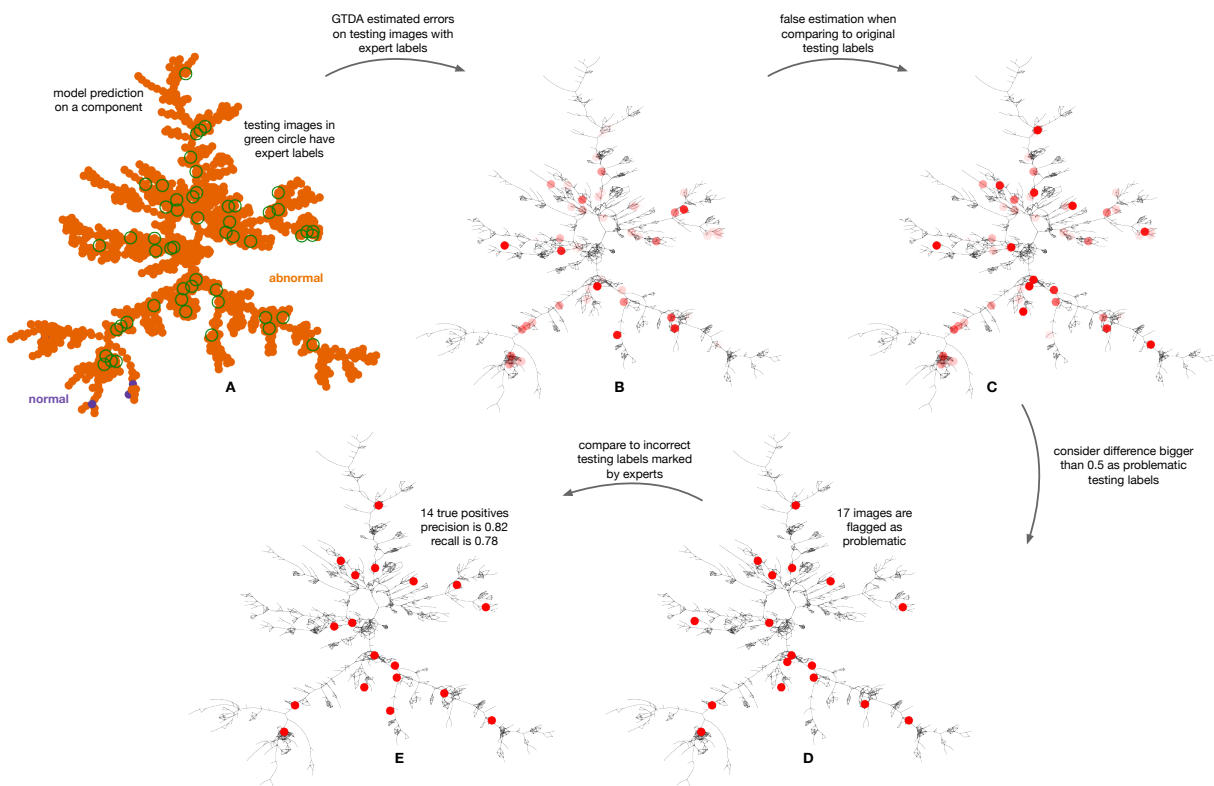 GTDA estimated errors
on testing images with
expert labels
false estimation when
comparing to original
testing labels
model prediction
on a component
testing images in
green circle have
expert labels
abnormal
normal
A
B
C
consider difference bigger
than 0.5 as problematic
testing labels
compare to incorrect
testing labels marked
by experts
14 true positives
precision is 0.82
recall is 0.78
17 images are
flagged as
problematic
E
D